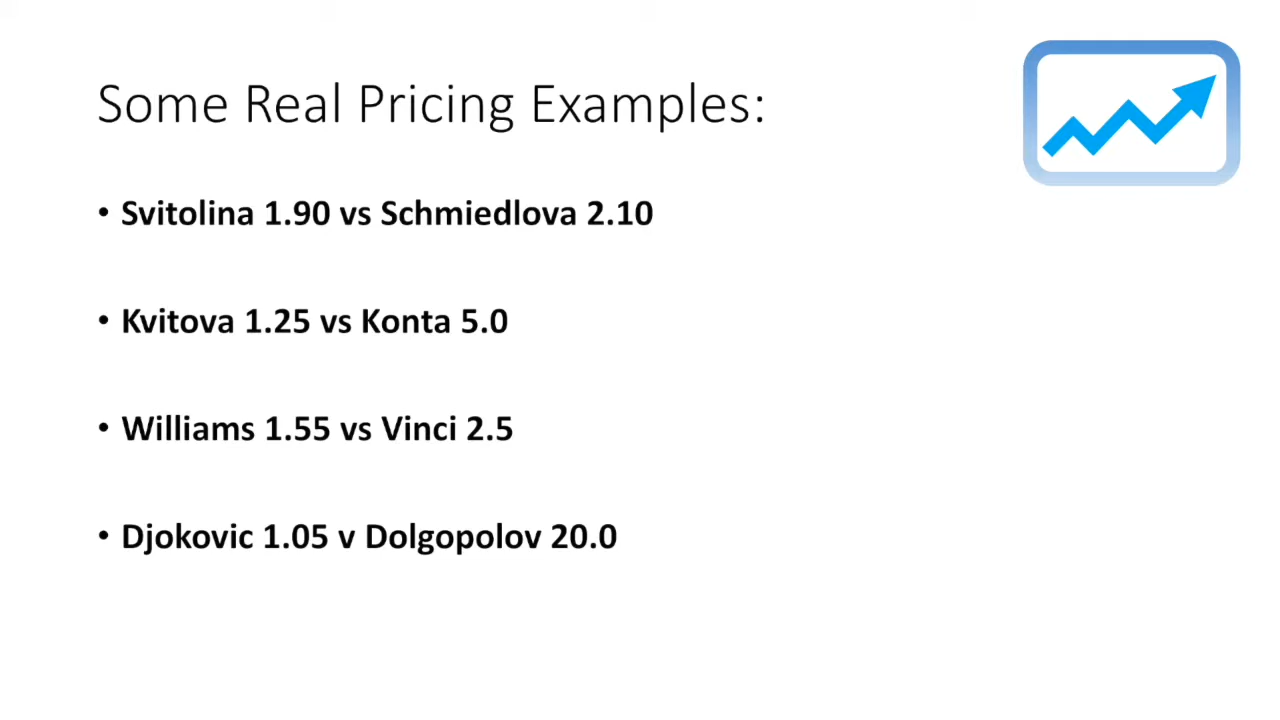 Some Real Pricing Examples:
• Svitolina 1.90 vs Schmiedlova 2.10
• Kvitova 1.25 vs Konta 5.0
• Williams 1.55 vs Vinci 2.5
• Djokovic 1.05 v Dolgopolov 20.0